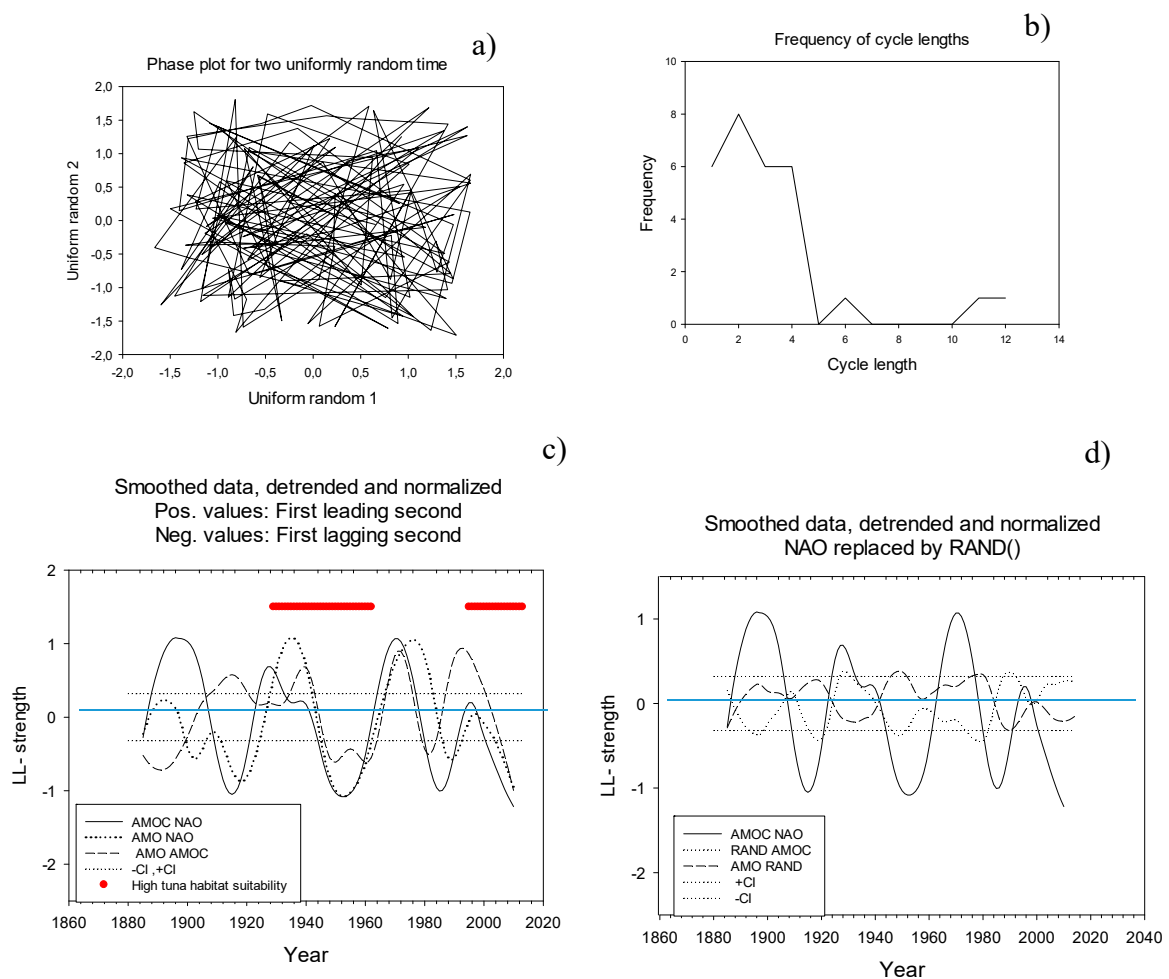 a)
Phase plot for two uniformly random time
2,0
1,5
1,0
0,5
0,0
-0,5
-1,0
-1,5
2,0
Uniform random 2
-2,0 -1,5 -1,0 -0,5 0,0 0,5 1,0 1,5 2,0
Uniform random 1
b)
Frequency of cycle lengths
10
8
6
4
2
0
Frequency
0 2 4 6 8 10 12 14
Cycle length
c)
Smoothed data, detrended and normalized
Pos. values: First leading second
Neg. values: First lagging second
2
1
0
-1
-2
LL- strength
AMOC NAO
AMO NAO
AMO AMOC
-CI ,+CI
High tuna habitat suitability
1860 1880 1900 1920 1940 1960 1980 2000 2020
Year
d)
Smoothed data, detrended and normalized
NAO replaced by RAND()
1
0
-1
-2
LL- strength
AMOC NAO
RAND AMOC
AMO RAND
+CI
-CI
1860 1880 1900 1920 1940 1960 1980 2000 2020 2040
Year